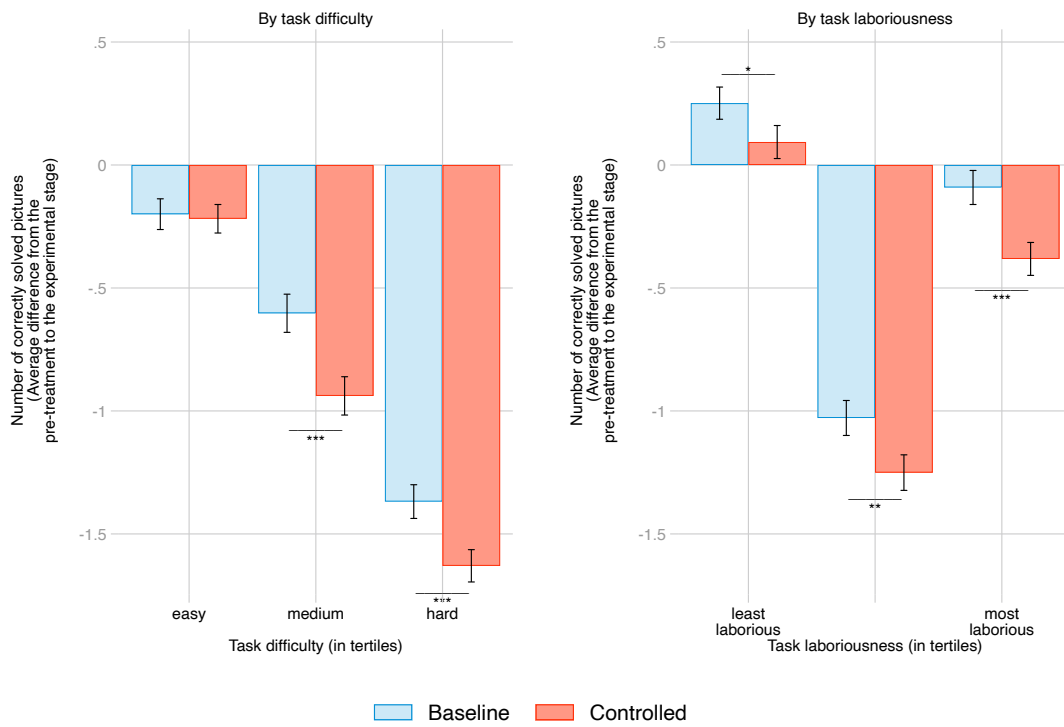 By task difficulty
By task laboriousness
Number of correctly solved pictures
(Average difference from the
pre-treatment to the experimental stage)
.5
0
-.5
-1
-1.5
***
***
easy
medium
hard
Task difficulty (in tertiles)
Number of correctly solved pictures
(Average difference from the
pre-treatment to the experimental stage)
.5
0
-.5
-1
-1.5
*
**
***
least
laborious
most
laborious
Task laboriousness (in tertiles)
Baseline
Controlled